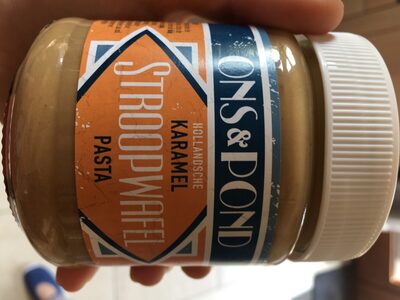 ONS & POND
HOLLANDSCHE
KARAMEL
STROOPWAFEL
PASTA